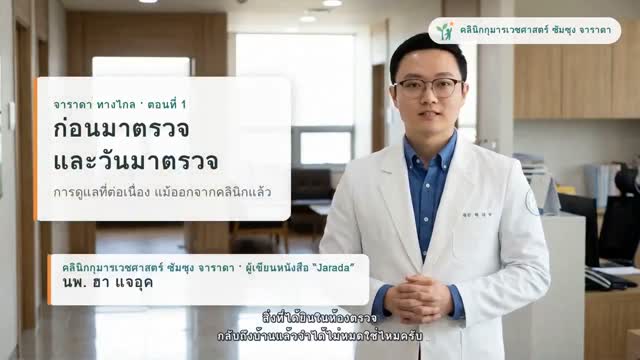 คลินิกกุมารเวชศาสตร์ ซัมซุง จาราดา
จาราดา ทางไกล · ตอนที่ 1
ก่อนมาตรวจ
และวันมาตรวจ
การดูแลที่ต่อเนื่อง แม้ออกจากคลินิกแล้ว
คลินิกกุมารเวชศาสตร์ ซัมซุง จาราดา · ผู้เขียนหนังสือ “Jarada”
นพ. ฮา แจอุค
สิ่งที่ได้ยินในห้องตรวจ
กลับถึงบ้านแล้วจำได้ไม่หมดใช่ไหมครับ